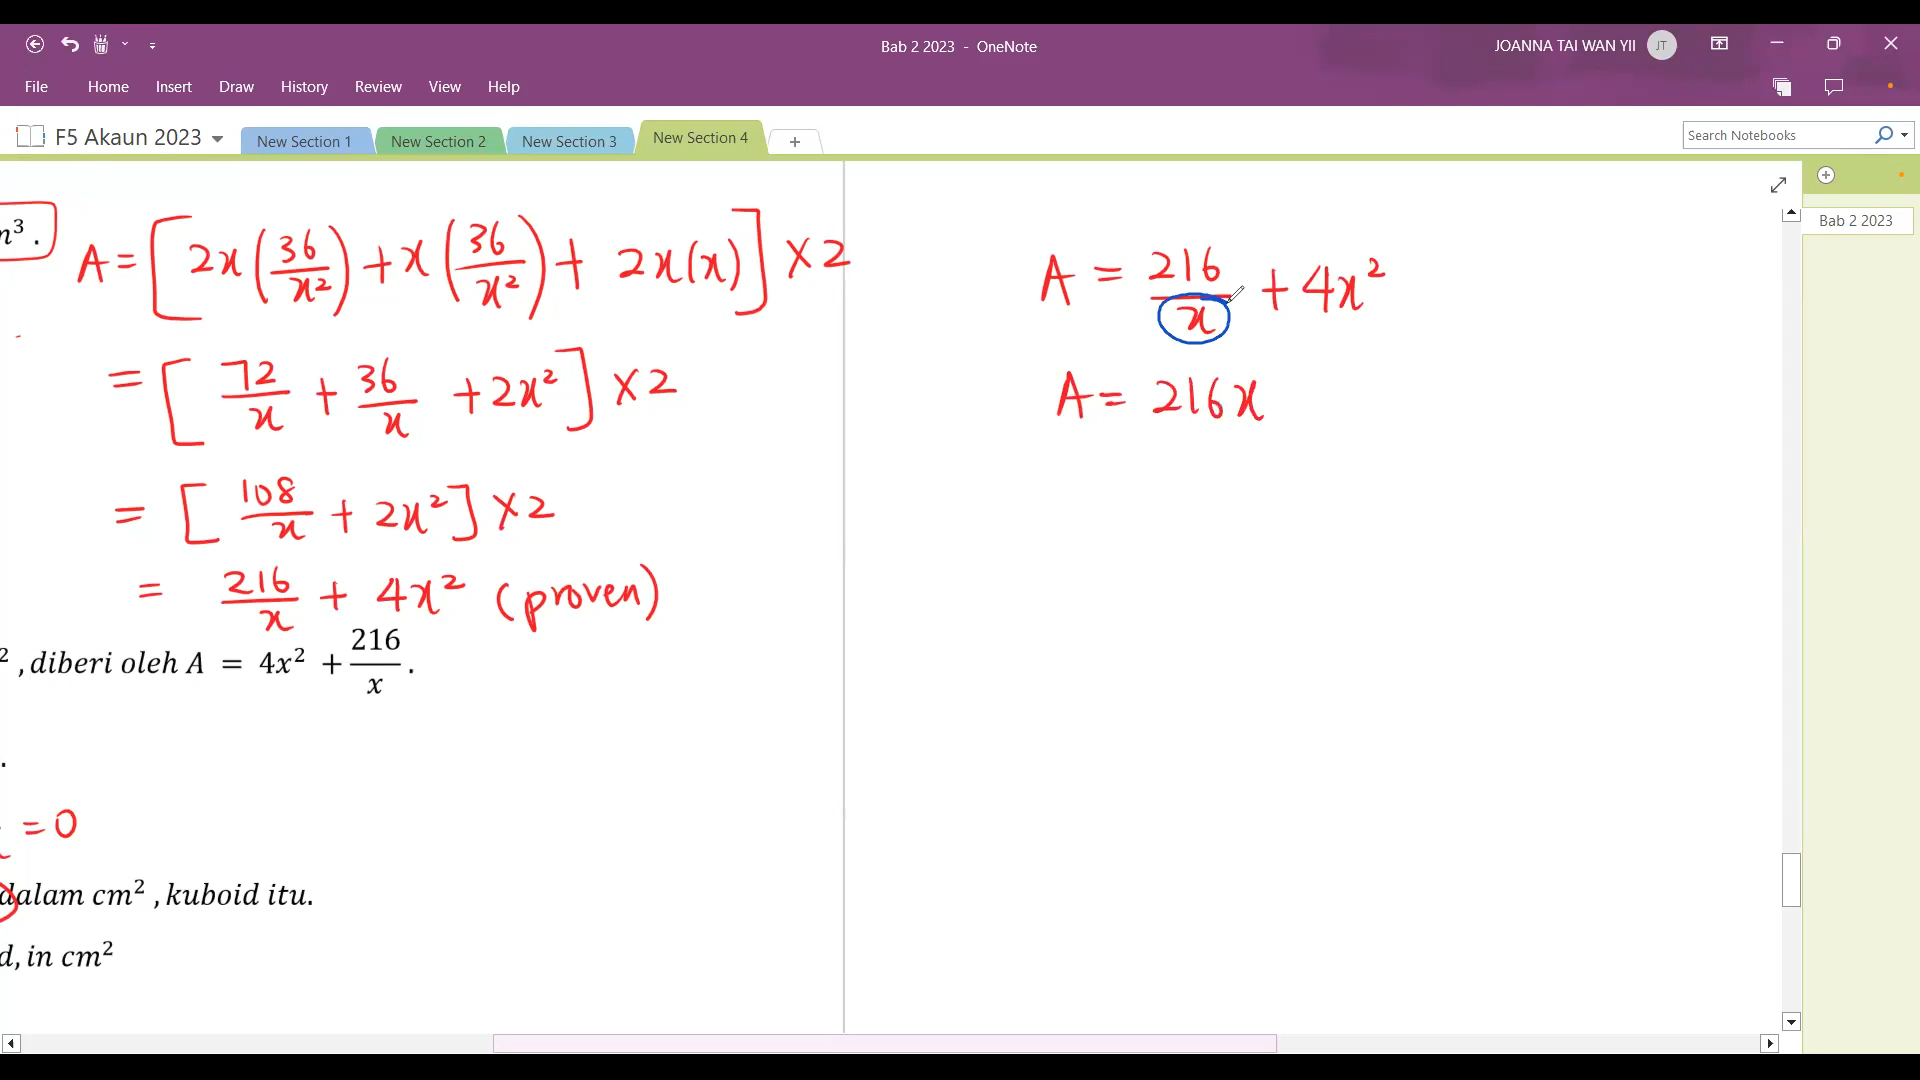 Bab 2 2023 - OneNote
JOANNA TAI WAN YII JT
File Home Insert Draw History Review View Help
F5 Akaun 2023 New Section 1 New Section 2 New Section 3 New Section 4 +
Search Notebooks
Bab 2 2023
m³.
A = [2x(36/x²) + x(36/x²) + 2x(x)] × 2
= [72/x + 36/x + 2x²] × 2
= [108/x + 2x²] × 2
= 216/x + 4x² (proven)
², diberi oleh A = 4x² + 216/x.
.
= 0
dalam cm², kuboid itu.
d, in cm²
A = 216/x + 4x²
A = 216x